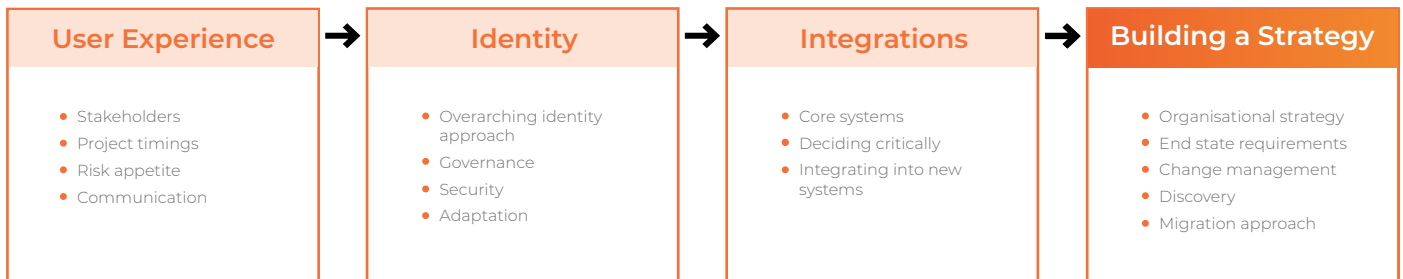 User Experience
Stakeholders
Project timings
Risk appetite
Communication
Identity
Overarching identity
approach
Governance
Security
Adaptation
Integrations
Core systems
Deciding critically
Integrating into new
systems
Building a Strategy
Organisational strategy
End state requirements
Change management
Discovery
Migration approach